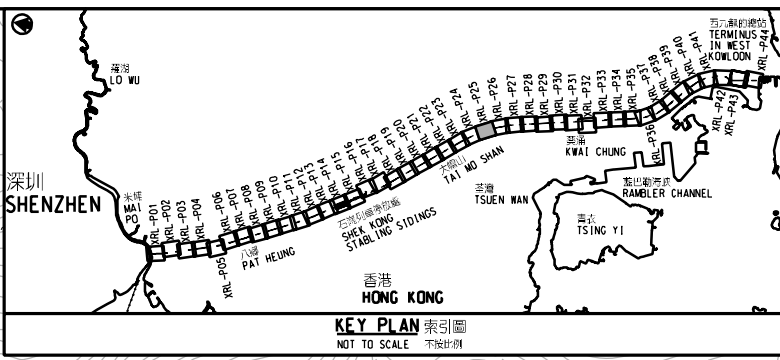 羅湖
LO WU
深圳
SHENZHEN
米埔
MAI
PO
XRL-P01
XRL-P02
XRL-P03
XRL-P04
XRL-P05
XRL-P06
XRL-P07
XRL-P08
XRL-P09
XRL-P10
XRL-P11
XRL-P12
XRL-P13
XRL-P14
XRL-P15
XRL-P16
XRL-P17
XRL-P18
XRL-P19
XRL-P20
XRL-P21
XRL-P22
XRL-P23
XRL-P24
XRL-P25
XRL-P26
XRL-P27
XRL-P28
XRL-P29
XRL-P30
XRL-P31
XRL-P32
XRL-P33
XRL-P34
XRL-P35
XRL-P36
XRL-P37
XRL-P38
XRL-P39
XRL-P40
XRL-P41
XRL-P42
XRL-P43
XRL-P44
西九龍的總站
TERMINUS
IN WEST
KOWLOON
八鄉
PAT HEUNG
SHEK KONG
STABLING SIDINGS
大帽山
TAI MO SHAN
葵涌
KWAI CHUNG
荃灣
TSUEN WAN
藍巴勒海峽
RAMBLER CHANNEL
青衣
TSING YI
香港
HONG KONG
KEY PLAN 索引圖
NOT TO SCALE 不按比例